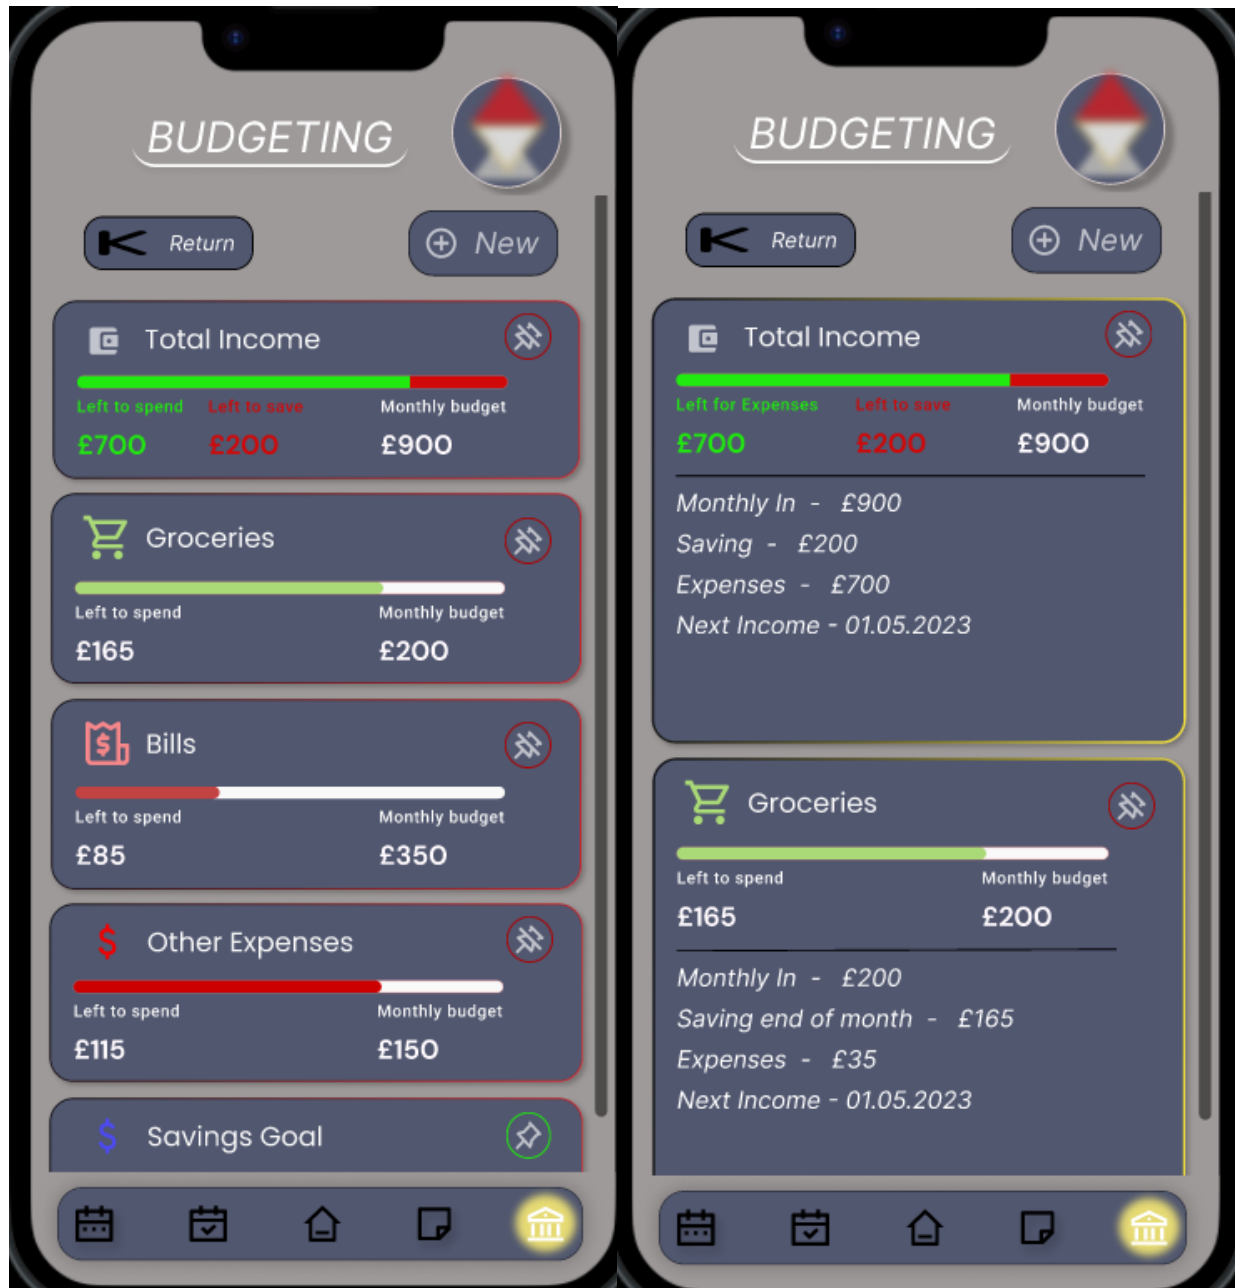 BUDGETING
Return
New
Total Income
Left to spend Left to save Monthly budget
£700 £200 £900
Groceries
Left to spend Monthly budget
£165 £200
Bills
Left to spend Monthly budget
£85 £350
Other Expenses
Left to spend Monthly budget
£115 £150
Savings Goal
BUDGETING
Return
New
Total Income
Left for Expenses Left to save Monthly budget
£700 £200 £900
Monthly In - £900
Saving - £200
Expenses - £700
Next Income - 01.05.2023
Groceries
Left to spend Monthly budget
£165 £200
Monthly In - £200
Saving end of month - £165
Expenses - £35
Next Income - 01.05.2023